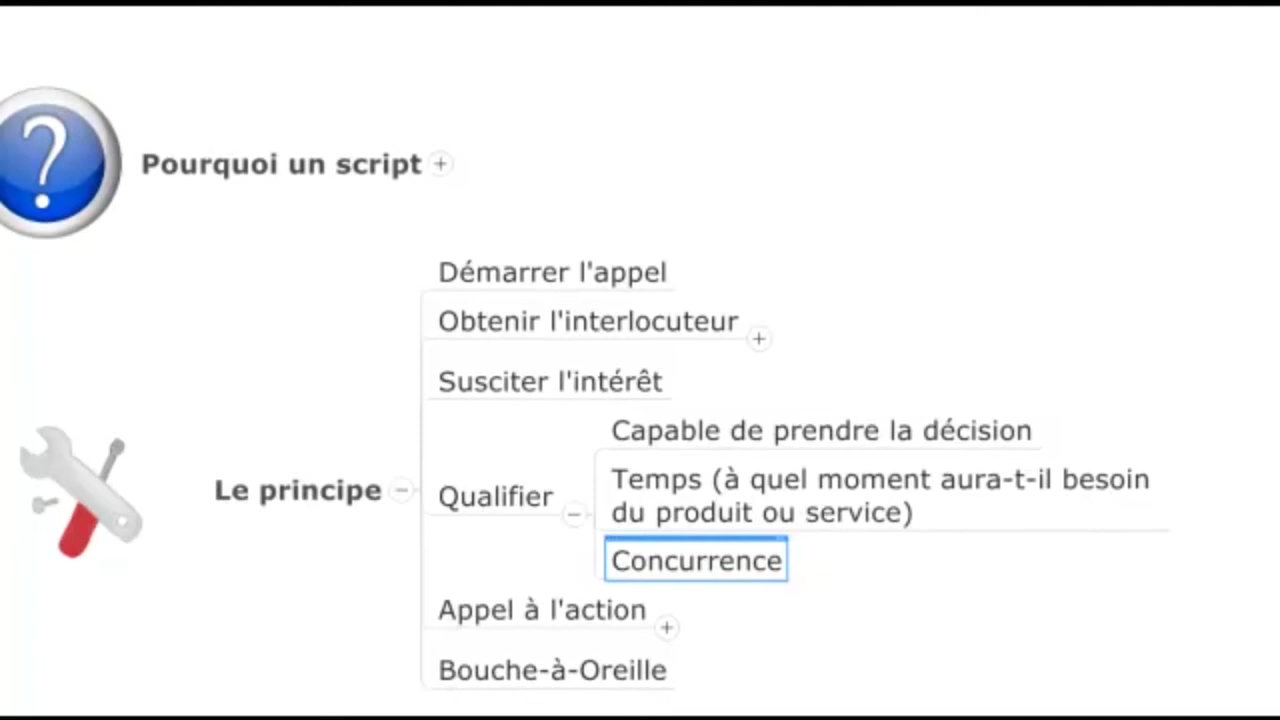 Pourquoi un script
Démarrer l'appel
Obtenir l'interlocuteur
Susciter l'intérêt
Capable de prendre la décision
Temps (à quel moment aura-t-il besoin
du produit ou service)
Le principe
Qualifier
Concurrence
Appel à l'action
Bouche-à-Oreille